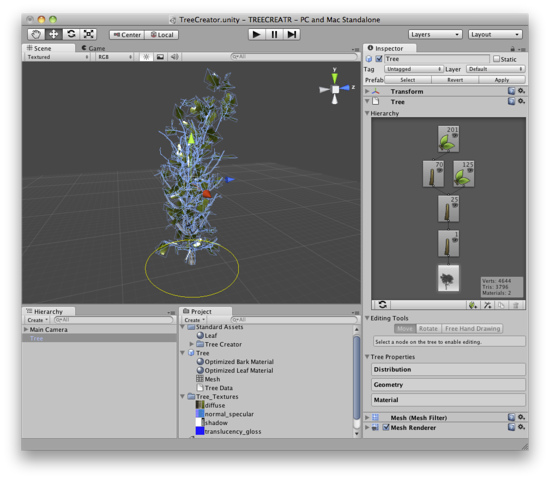 TreeCreator.unity - TREECREATR - PC and Mac Standalone
Center Local Layers Layout
Scene Game
Textured RGB All
y
z
Inspector
Tree Static
Tag Untagged Layer Default
Prefab Select Revert Apply
Transform
Tree
Hierarchy
201
70 125
25
1
Verts: 4644
Tris: 3796
Materials: 2
Editing Tools
Move Rotate Free Hand Drawing
Select a node on the tree to enable editing.
Tree Properties
Distribution
Geometry
Material
Mesh (Mesh Filter)
Mesh Renderer
Hierarchy
Create All
Main Camera
Tree
Project
Create All
Standard Assets
Leaf
Tree Creator
Tree
Optimized Bark Material
Optimized Leaf Material
Mesh
Tree Data
Tree_Textures
diffuse
normal_specular
shadow
translucency_gloss